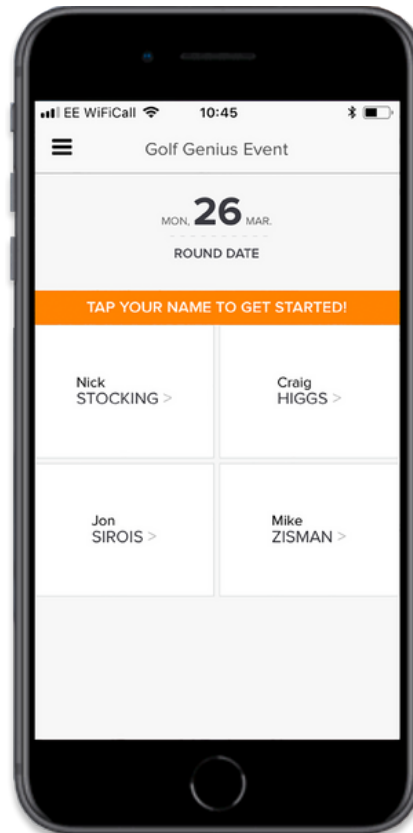 EE WiFiCall 10:45
Golf Genius Event
MON, 26 MAR.
ROUND DATE
TAP YOUR NAME TO GET STARTED!
Nick
STOCKING >
Craig
HIGGS >
Jon
SIROIS >
Mike
ZISMAN >